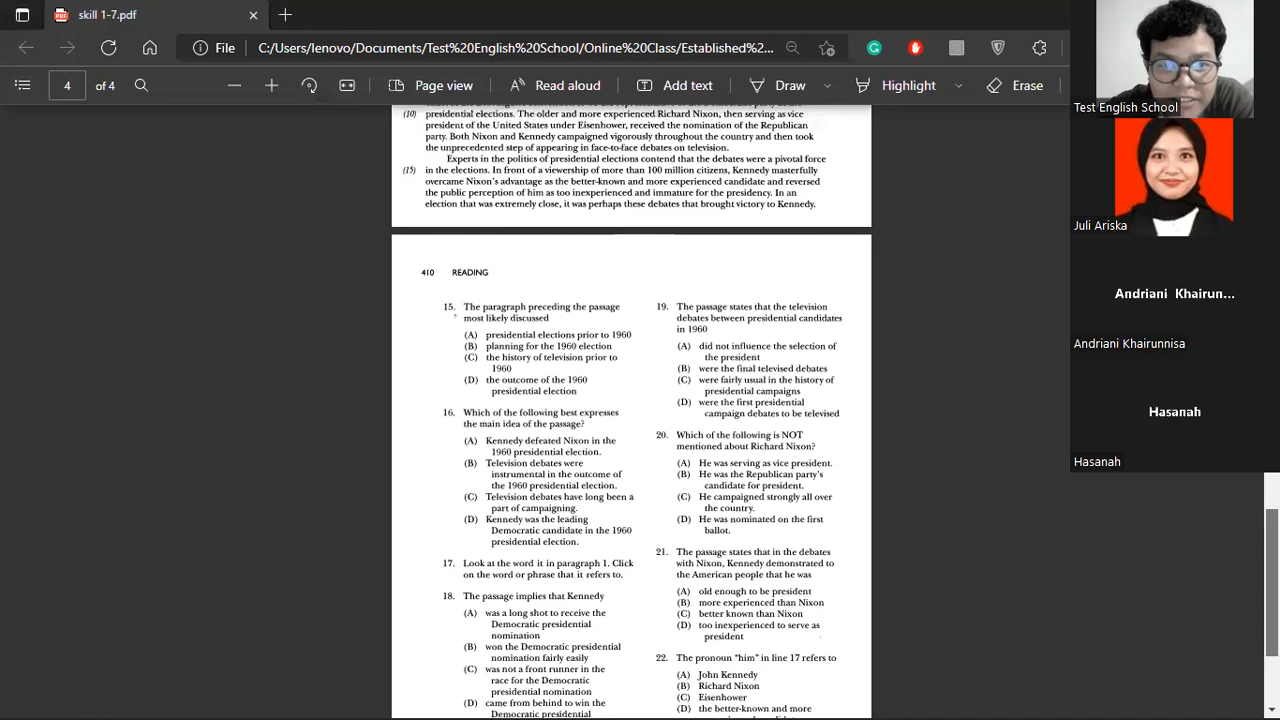 skill 1-7.pdf
File
C:/Users/lenovo/Documents/Test%20English%20School/Online%20Class/Established%2...
4
of 4
Page view
Read aloud
Add text
Draw
Highlight
Erase
(10) presidential elections. The older and more experienced Richard Nixon, then serving as vice
president of the United States under Eisenhower, received the nomination of the Republican
party. Both Nixon and Kennedy campaigned vigorously throughout the country and then took
the unprecedented step of appearing in face-to-face debates on television.
Experts in the politics of presidential elections contend that the debates were a pivotal force
(15) in the elections. In front of a viewership of more than 100 million citizens, Kennedy masterfully
overcame Nixon's advantage as the better-known and more experienced candidate and reversed
the public perception of him as too inexperienced and immature for the presidency. In an
election that was extremely close, it was perhaps these debates that brought victory to Kennedy.
410 READING
15. The paragraph preceding the passage
most likely discussed
(A) presidential elections prior to 1960
(B) planning for the 1960 election
(C) the history of television prior to
1960
(D) the outcome of the 1960
presidential election
16. Which of the following best expresses
the main idea of the passage?
(A) Kennedy defeated Nixon in the
1960 presidential election.
(B) Television debates were
instrumental in the outcome of
the 1960 presidential election.
(C) Television debates have long been a
part of campaigning.
(D) Kennedy was the leading
Democratic candidate in the 1960
presidential election.
17. Look at the word it in paragraph 1. Click
on the word or phrase that it refers to.
18. The passage implies that Kennedy
(A) was a long shot to receive the
Democratic presidential
nomination
(B) won the Democratic presidential
nomination fairly easily
(C) was not a front runner in the
race for the Democratic
presidential nomination
(D) came from behind to win the
Democratic presidential
19. The passage states that the television
debates between presidential candidates
in 1960
(A) did not influence the selection of
the president
(B) were the final televised debates
(C) were fairly usual in the history of
presidential campaigns
(D) were the first presidential
campaign debates to be televised
20. Which of the following is NOT
mentioned about Richard Nixon?
(A) He was serving as vice president.
(B) He was the Republican party's
candidate for president.
(C) He campaigned strongly all over
the country.
(D) He was nominated on the first
ballot.
21. The passage states that in the debates
with Nixon, Kennedy demonstrated to
the American people that he was
(A) old enough to be president
(B) more experienced than Nixon
(C) better known than Nixon
(D) too inexperienced to serve as
president
22. The pronoun "him" in line 17 refers to
(A) John Kennedy
(B) Richard Nixon
(C) Eisenhower
(D) the better-known and more
Test English School
Juli Ariska
Andriani Khairun...
Andriani Khairunnisa
Hasanah
Hasanah